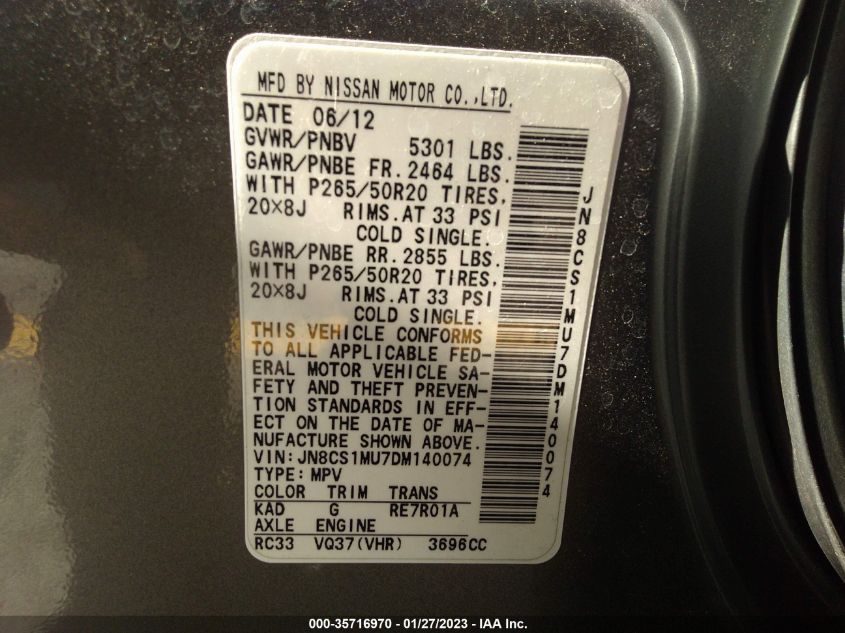 MFD BY NISSAN MOTOR CO.,LTD.
DATE 06/12
GVWR/PNBV 5301 LBS.
GAWR/PNBE FR.2464 LBS.
WITH P265/50R20 TIRES,
20×8J RIMS.AT 33 PSI
COLD SINGLE.
GAWR/PNBE RR.2855 LBS.
WITH P265/50R20 TIRES,
20×8J RIMS.AT 33 PSI
COLD SINGLE.
THIS VEHICLE CONFORMS
TO ALL APPLICABLE FED-
ERAL MOTOR VEHICLE SA-
FETY AND THEFT PREVEN-
TION STANDARDS IN EFF-
ECT ON THE DATE OF MA-
NUFACTURE SHOWN ABOVE.
VIN:JN8CS1MU7DM140074
TYPE:MPV
COLOR TRIM TRANS
KAD G RE7R01A
AXLE ENGINE
RC33 VQ37(VHR) 3696CC
JN8CS1MU7DM140074
000-35716970 - 01/27/2023 - IAA Inc.